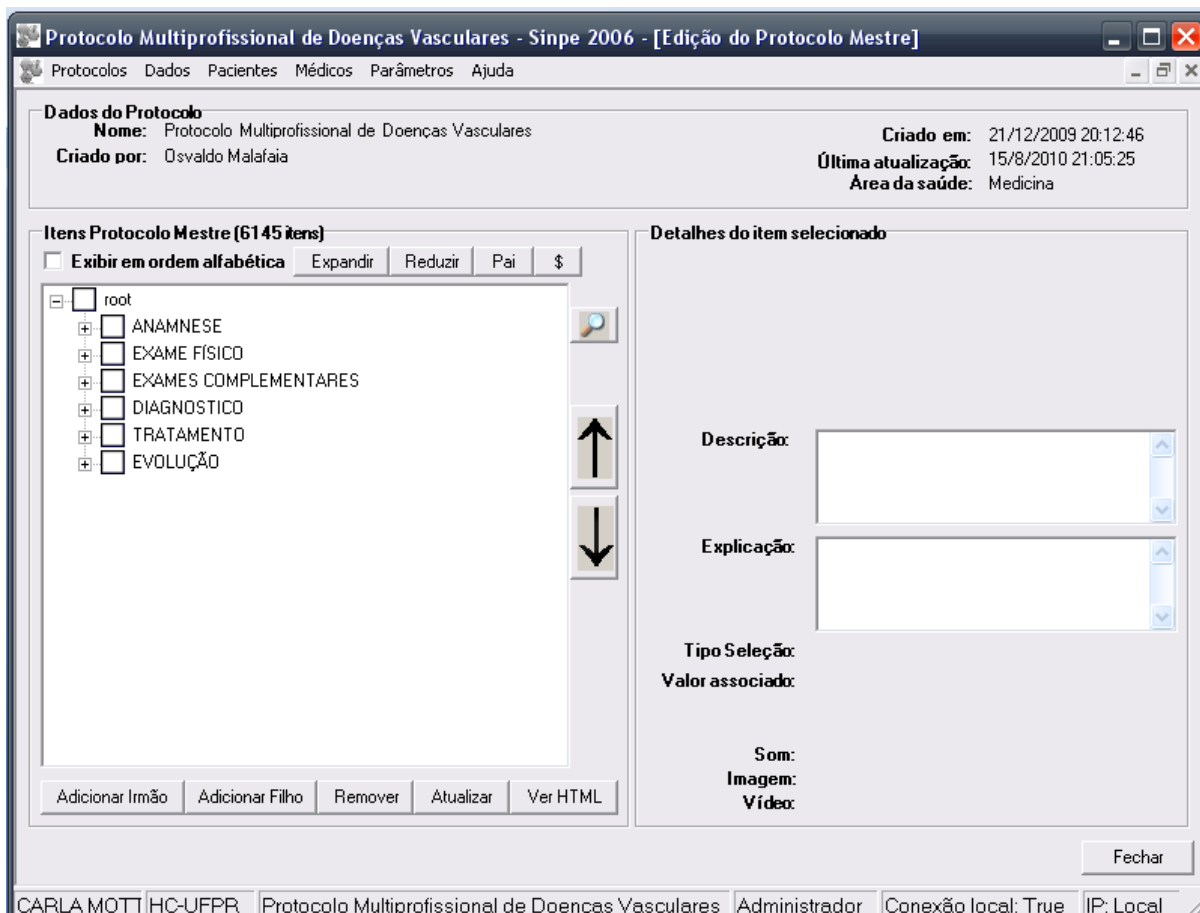 Protocolo Multiprofissional de Doenças Vasculares - Sinpe 2006 - [Edição do Protocolo Mestre]
Protocolos Dados Pacientes Médicos Parâmetros Ajuda
Dados do Protocolo
Nome: Protocolo Multiprofissional de Doenças Vasculares
Criado em: 21/12/2009 20:12:46
Criado por: Osvaldo Malafaia
Última atualização: 15/8/2010 21:05:25
Área da saúde: Medicina
Itens Protocolo Mestre (6145 itens)
Exibir em ordem alfabética Expandir Reduzir Pai $
root
ANAMNESE
EXAME FÍSICO
EXAMES COMPLEMENTARES
DIAGNOSTICO
TRATAMENTO
EVOLUÇÃO
Adicionar Irmão Adicionar Filho Remover Atualizar Ver HTML
Detalhes do item selecionado
Descrição:
Explicação:
Tipo Seleção:
Valor associado:
Som:
Imagem:
Vídeo:
Fechar
CARLA MOTT HC-UFPR Protocolo Multiprofissional de Doenças Vasculares Administrador Conexão local: True IP: Local